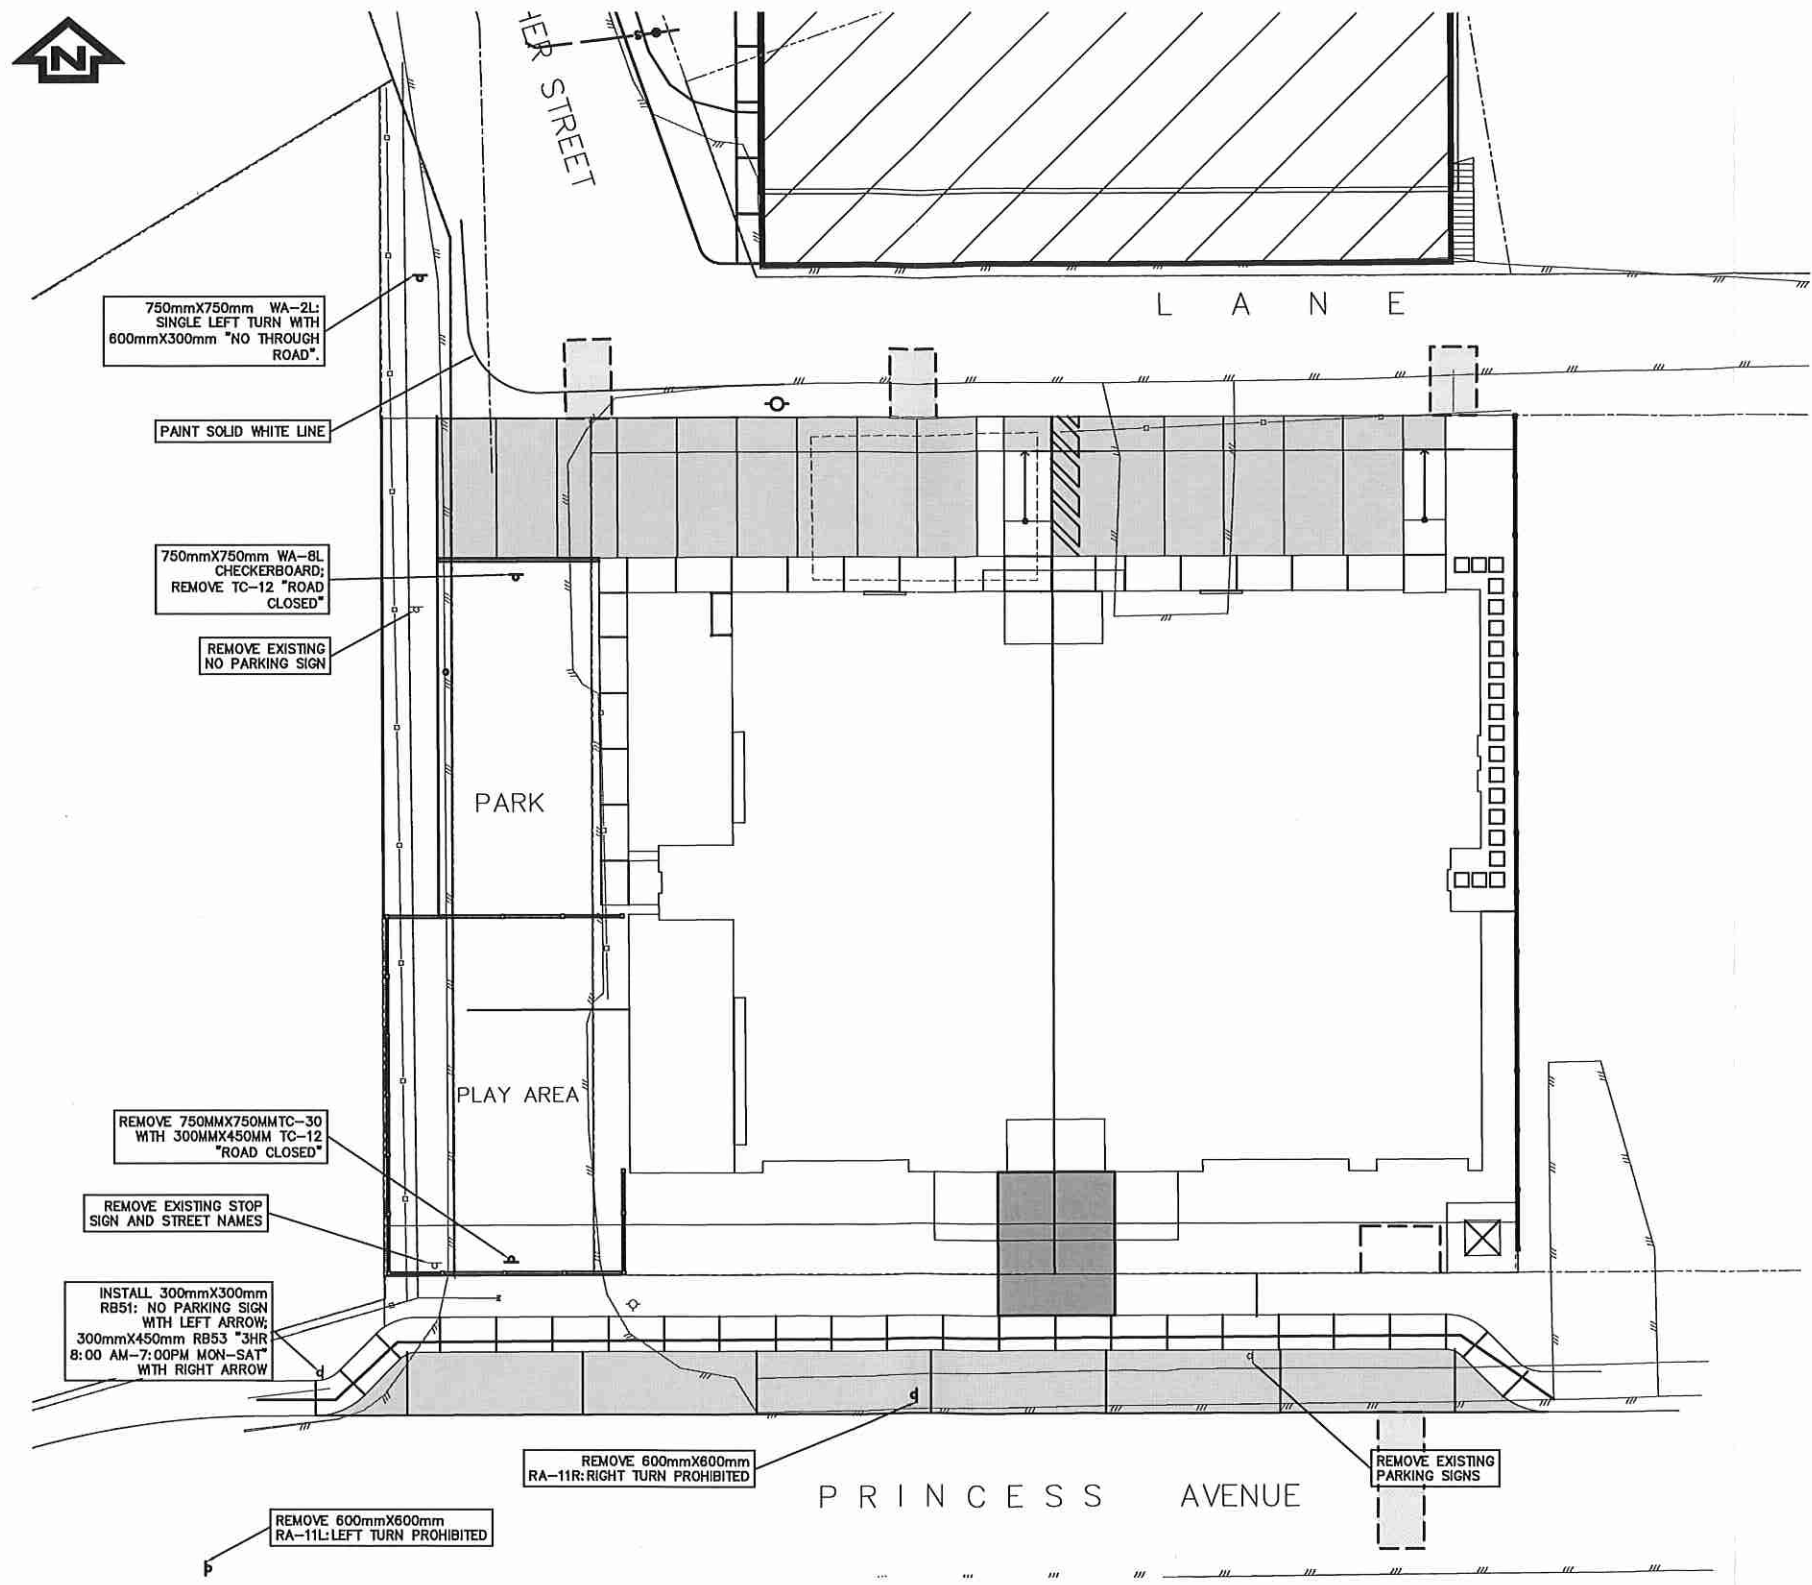 N
HER STREET
LANE
750mmX750mm WA-2L:
SINGLE LEFT TURN WITH
600mmX300mm "NO THROUGH
ROAD".
PAINT SOLID WHITE LINE
750mmX750mm WA-8L
CHECKERBOARD;
REMOVE TC-12 "ROAD
CLOSED"
REMOVE EXISTING
NO PARKING SIGN
PARK
PLAY AREA
REMOVE 750MMX750MMTC-30
WITH 300MMX450MM TC-12
"ROAD CLOSED"
REMOVE EXISTING STOP
SIGN AND STREET NAMES
INSTALL 300mmX300mm
RB51: NO PARKING SIGN
WITH LEFT ARROW;
300mmX450mm RB53 "3HR
8:00 AM-7:00PM MON-SAT"
WITH RIGHT ARROW
REMOVE 600mmX600mm
RA-11R:RIGHT TURN PROHIBITED
REMOVE EXISTING
PARKING SIGNS
PRINCESS AVENUE
REMOVE 600mmX600mm
RA-11L:LEFT TURN PROHIBITED